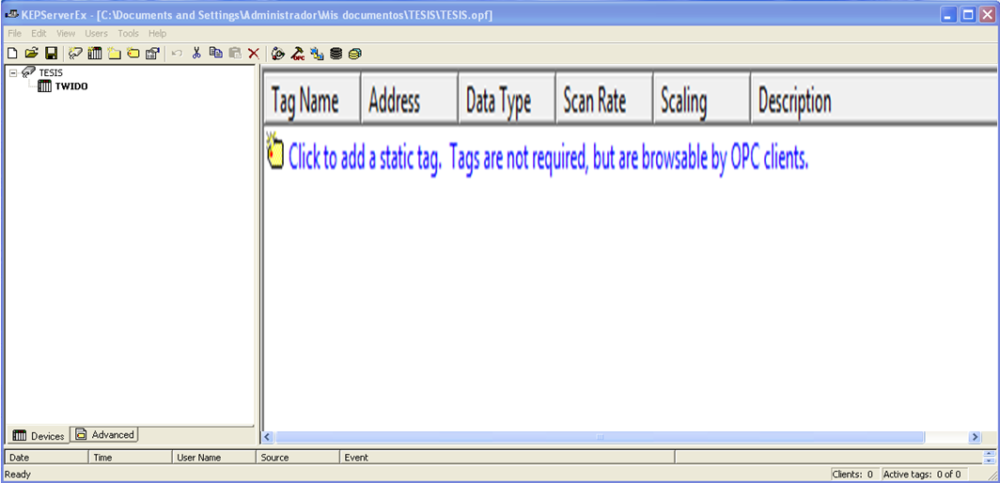 KEPServerEx - [C:\Documents and Settings\Administrador\Mis documentos\TESIS\TESIS.opf]
File Edit View Users Tools Help
OPC
TESIS
TWIDO
Tag Name Address Data Type Scan Rate Scaling Description
Click to add a static tag. Tags are not required, but are browsable by OPC clients.
Devices Advanced
Date Time User Name Source Event
Ready Clients: 0 Active tags: 0 of 0